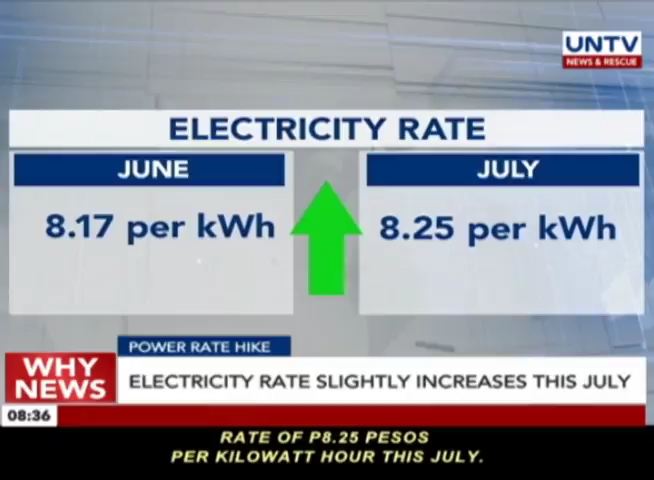 UNTV
NEWS & RESCUE
ELECTRICITY RATE
JUNE
JULY
8.17 per kWh
8.25 per kWh
POWER RATE HIKE
WHY
NEWS
ELECTRICITY RATE SLIGHTLY INCREASES THIS JULY
08:36
RATE OF P8.25 PESOS
PER KILOWATT HOUR THIS JULY.